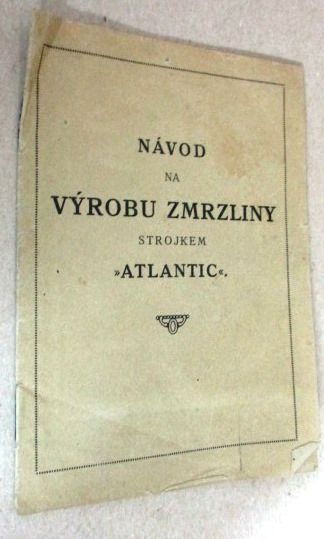 NÁVOD
NA
VÝROBU ZMRZLINY
STROJKEM
»ATLANTIC«.